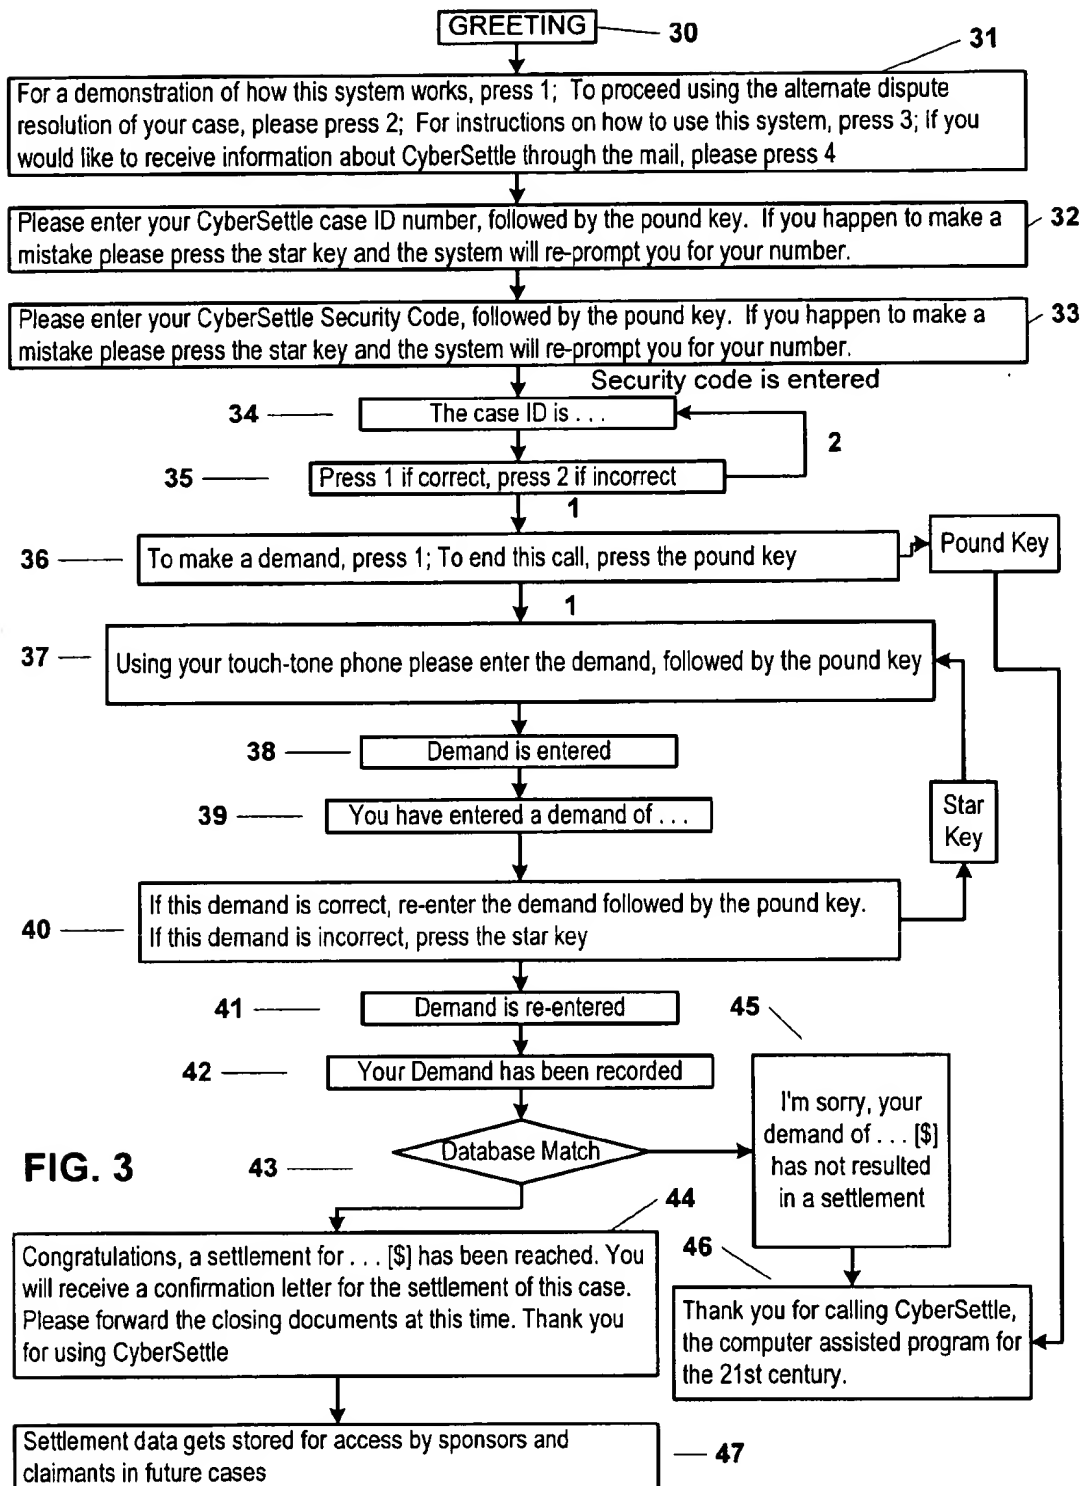 GREETING
30
31
For a demonstration of how this system works, press 1; To proceed using the alternate dispute
resolution of your case, please press 2; For instructions on how to use this system, press 3; if you
would like to receive information about CyberSettle through the mail, please press 4
Please enter your CyberSettle case ID number, followed by the pound key. If you happen to make a
mistake please press the star key and the system will re-prompt you for your number.
32
Please enter your CyberSettle Security Code, followed by the pound key. If you happen to make a
mistake please press the star key and the system will re-prompt you for your number.
33
Security code is entered
34
The case ID is . . .
2
35
Press 1 if correct, press 2 if incorrect
1
36
To make a demand, press 1; To end this call, press the pound key
Pound Key
1
37
Using your touch-tone phone please enter the demand, followed by the pound key
38
Demand is entered
39
You have entered a demand of . . .
Star
Key
40
If this demand is correct, re-enter the demand followed by the pound key.
If this demand is incorrect, press the star key
41
Demand is re-entered
45
42
Your Demand has been recorded
I'm sorry, your
demand of . . . [$]
has not resulted
in a settlement
FIG. 3
43
Database Match
44
Congratulations, a settlement for . . . [$] has been reached. You
will receive a confirmation letter for the settlement of this case.
Please forward the closing documents at this time. Thank you
for using CyberSettle
46
Thank you for calling CyberSettle,
the computer assisted program for
the 21st century.
Settlement data gets stored for access by sponsors and
claimants in future cases
47